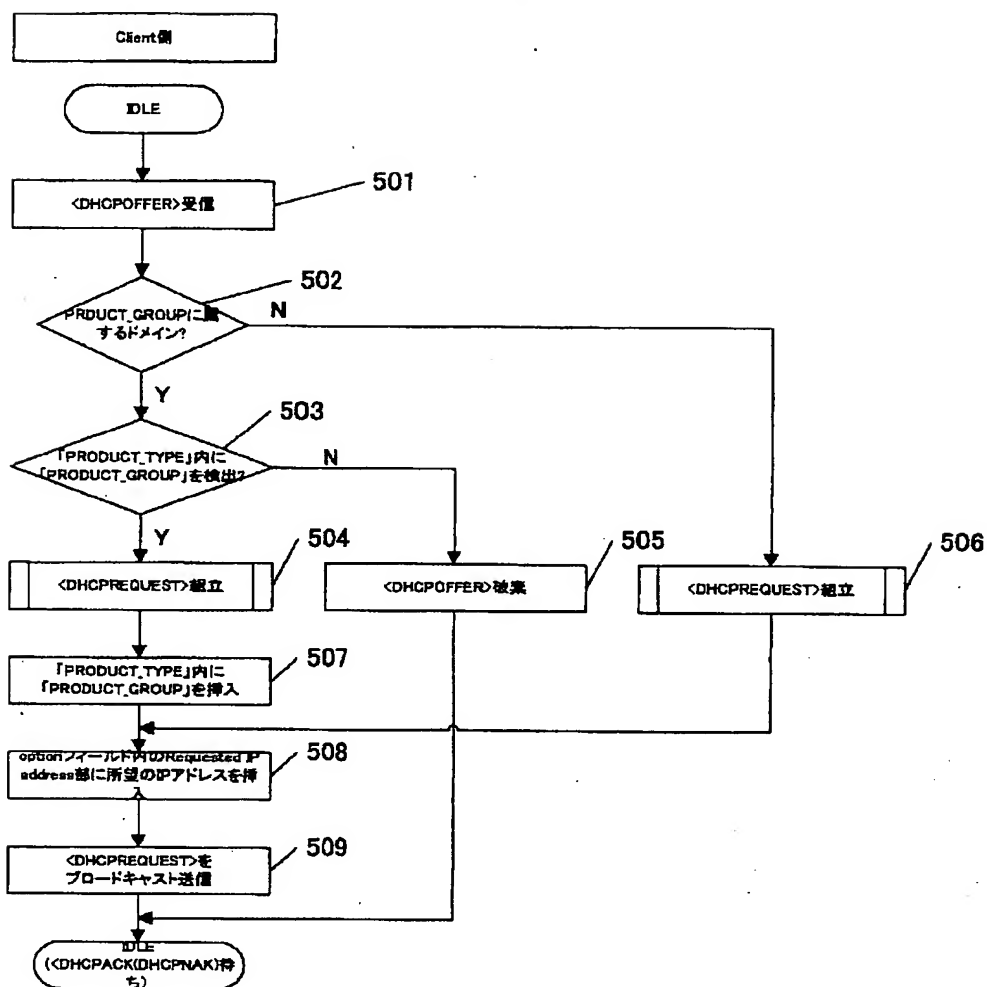 Client側
IDLE
501
<DHCPOFFER>受信
502
PRDUCT_GROUPに属
するドメイン?
N
Y
503
「PRODUCT_TYPE」内に
「PRODUCT_GROUP」を検出?
N
Y
504
<DHCPREQUEST>組立
505
<DHCPOFFER>破棄
506
<DHCPREQUEST>組立
507
「PRODUCT_TYPE」内に
「PRODUCT_GROUP」を挿入
508
optionフィールド内のRequested IP
address部に所望のIPアドレスを挿
入
509
<DHCPREQUEST>を
ブロードキャスト送信
IDLE
(<DHCPACK(DHCPNAK)待
ち)